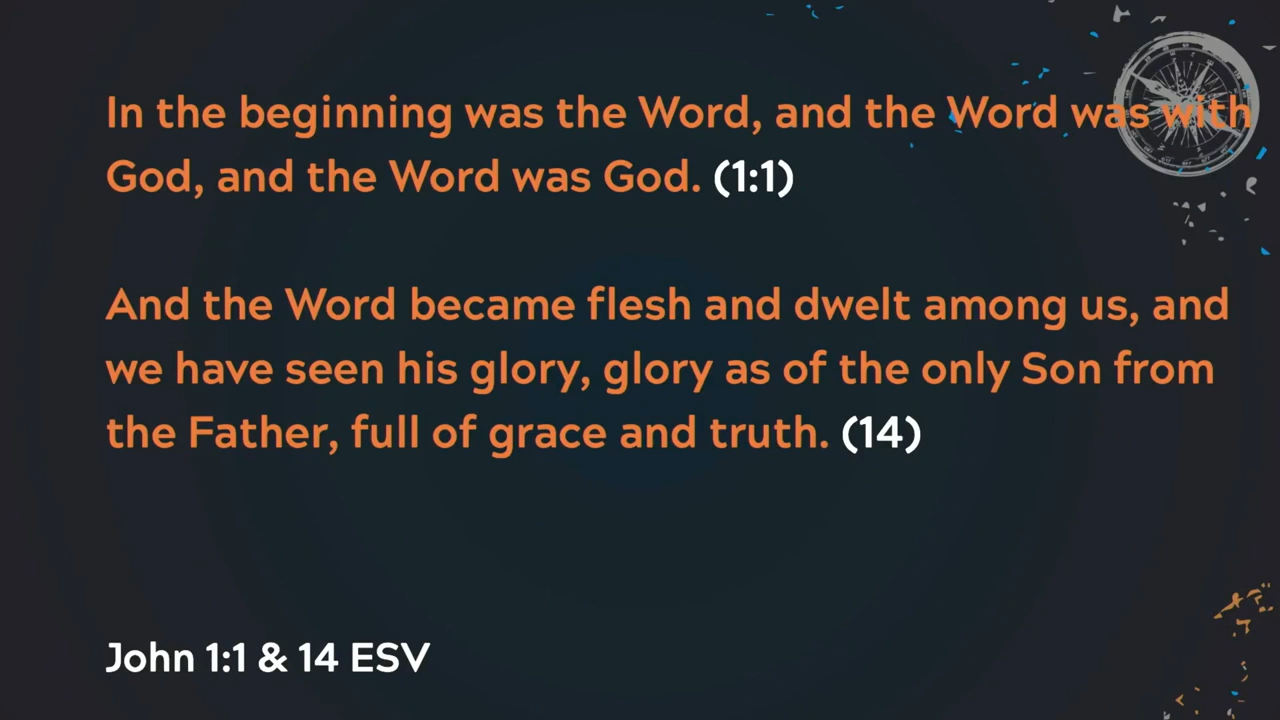 In the beginning was the Word, and the Word was with
God, and the Word was God. (1:1)
And the Word became flesh and dwelt among us, and
we have seen his glory, glory as of the only Son from
the Father, full of grace and truth. (14)
John 1:1 & 14 ESV